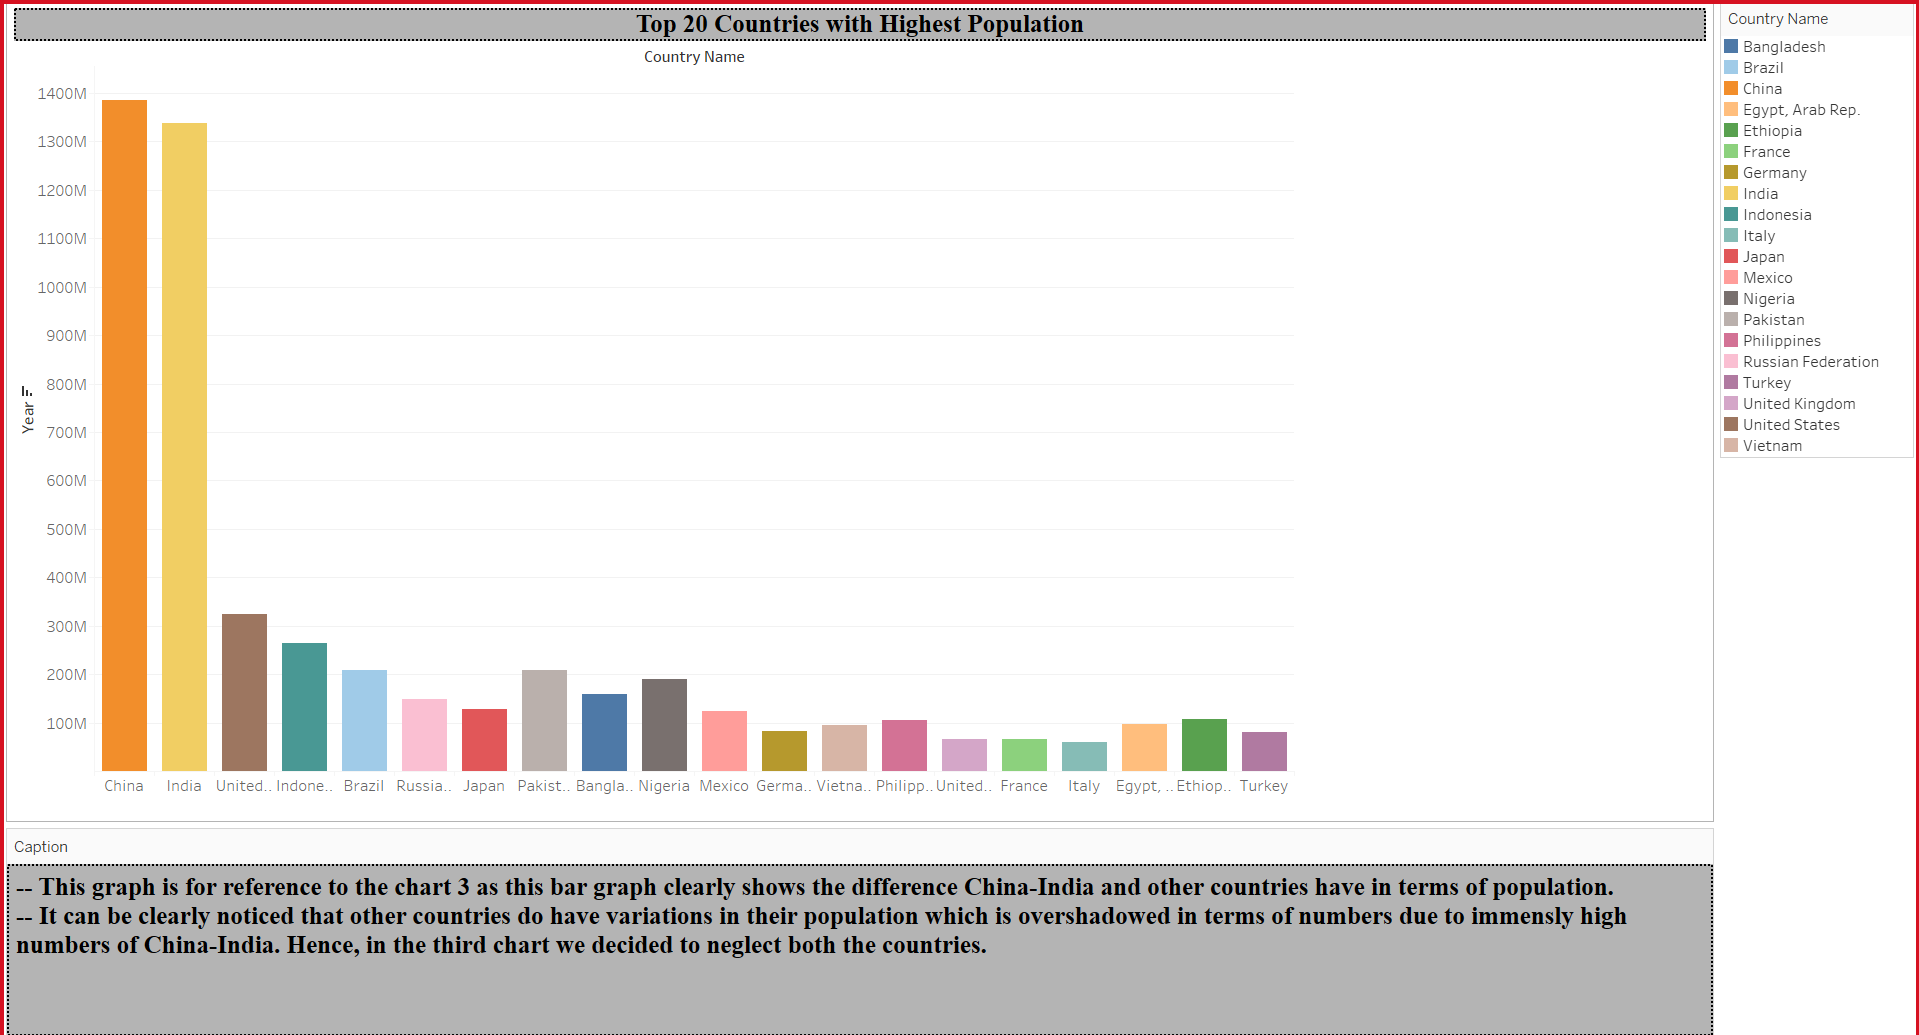 Top 20 Countries with Highest Population
Country Name
1400M
1300M
1200M
1100M
1000M
900M
800M
700M
600M
500M
400M
300M
200M
100M
Year
China India United.. Indone.. Brazil Russia.. Japan Pakist.. Bangla.. Nigeria Mexico Germa.. Vietna.. Philipp.. United.. France Italy Egypt, .. Ethiop.. Turkey
Country Name
Bangladesh
Brazil
China
Egypt, Arab Rep.
Ethiopia
France
Germany
India
Indonesia
Italy
Japan
Mexico
Nigeria
Pakistan
Philippines
Russian Federation
Turkey
United Kingdom
United States
Vietnam
Caption
-- This graph is for reference to the chart 3 as this bar graph clearly shows the difference China-India and other countries have in terms of population.
-- It can be clearly noticed that other countries do have variations in their population which is overshadowed in terms of numbers due to immensly high
numbers of China-India. Hence, in the third chart we decided to neglect both the countries.